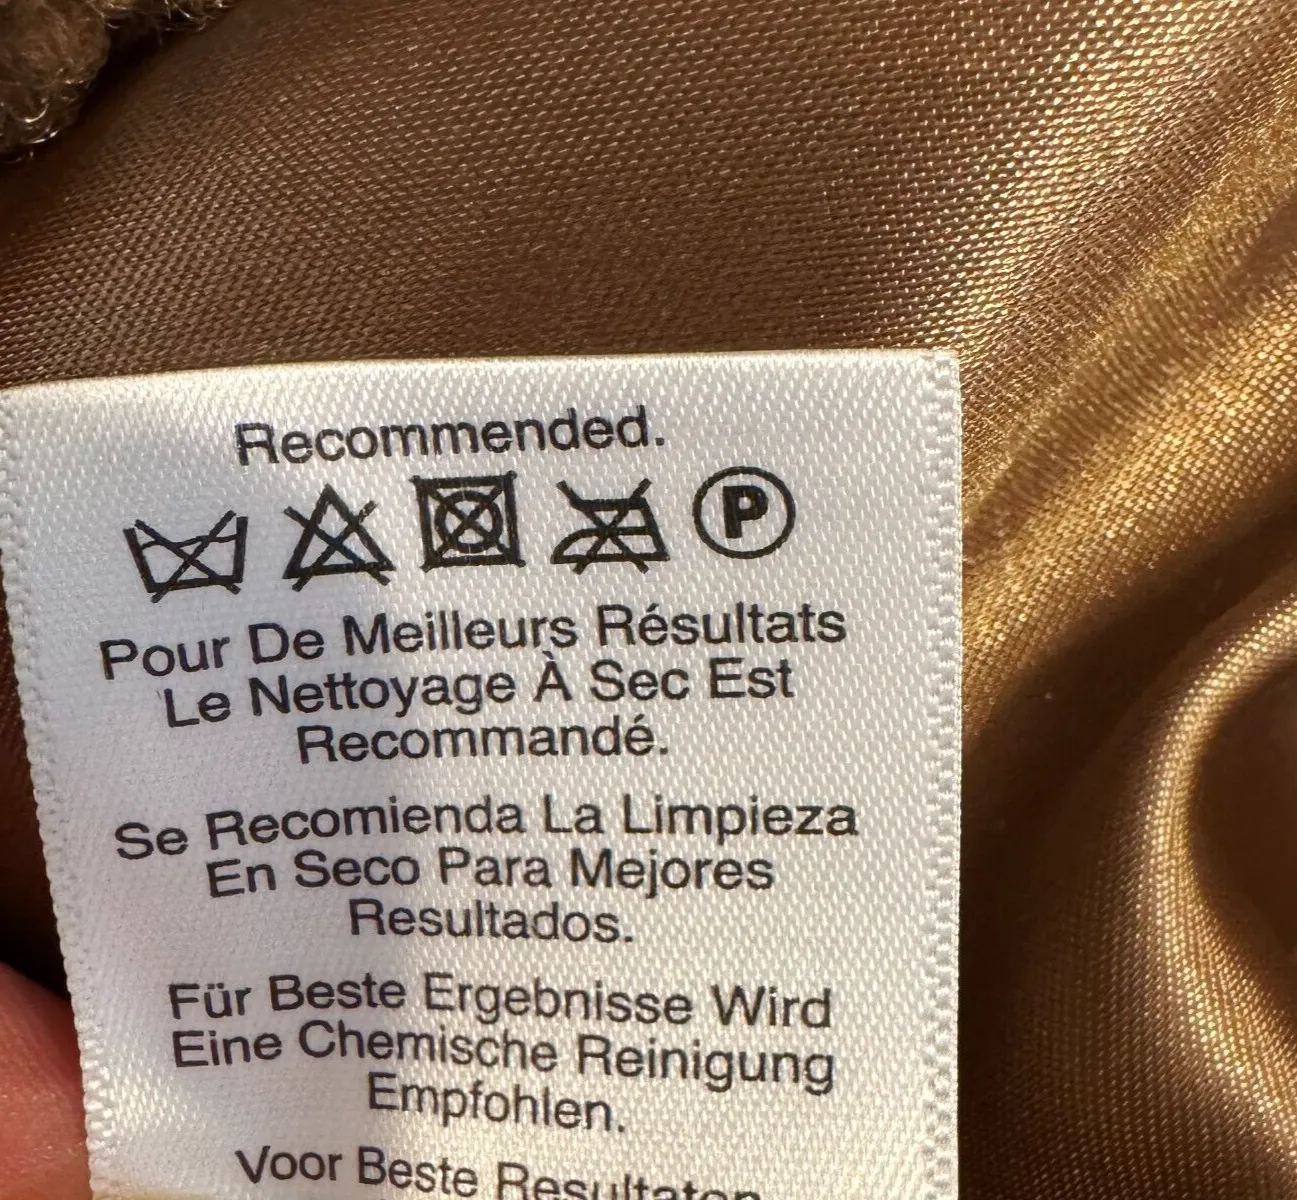 Recommended.
P
Pour De Meilleurs Résultats
Le Nettoyage À Sec Est
Recommandé.
Se Recomienda La Limpieza
En Seco Para Mejores
Resultados.
Für Beste Ergebnisse Wird
Eine Chemische Reinigung
Empfohlen.
Voor Beste Resultaten